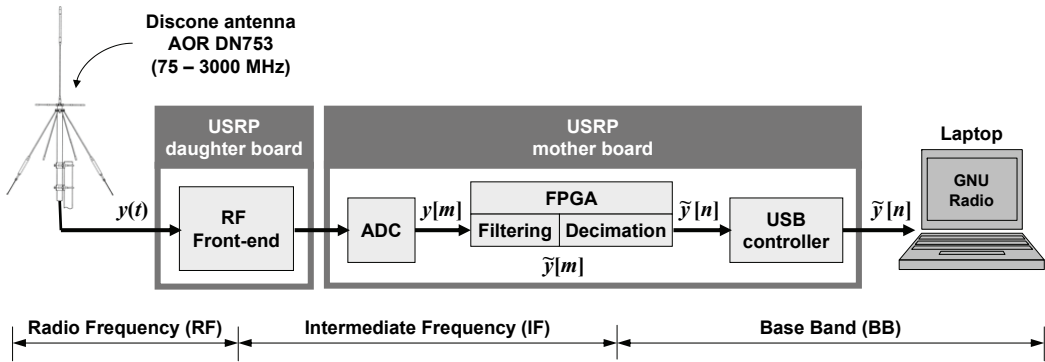 Discone antenna
AOR DN753
(75 – 3000 MHz)
USRP
daughter board
USRP
mother board
Laptop
GNU
Radio
y(t)
RF
Front-end
ADC
y[m]
FPGA
Filtering
Decimation
ỹ[m]
ỹ[n]
USB
controller
ỹ[n]
Radio Frequency (RF)
Intermediate Frequency (IF)
Base Band (BB)